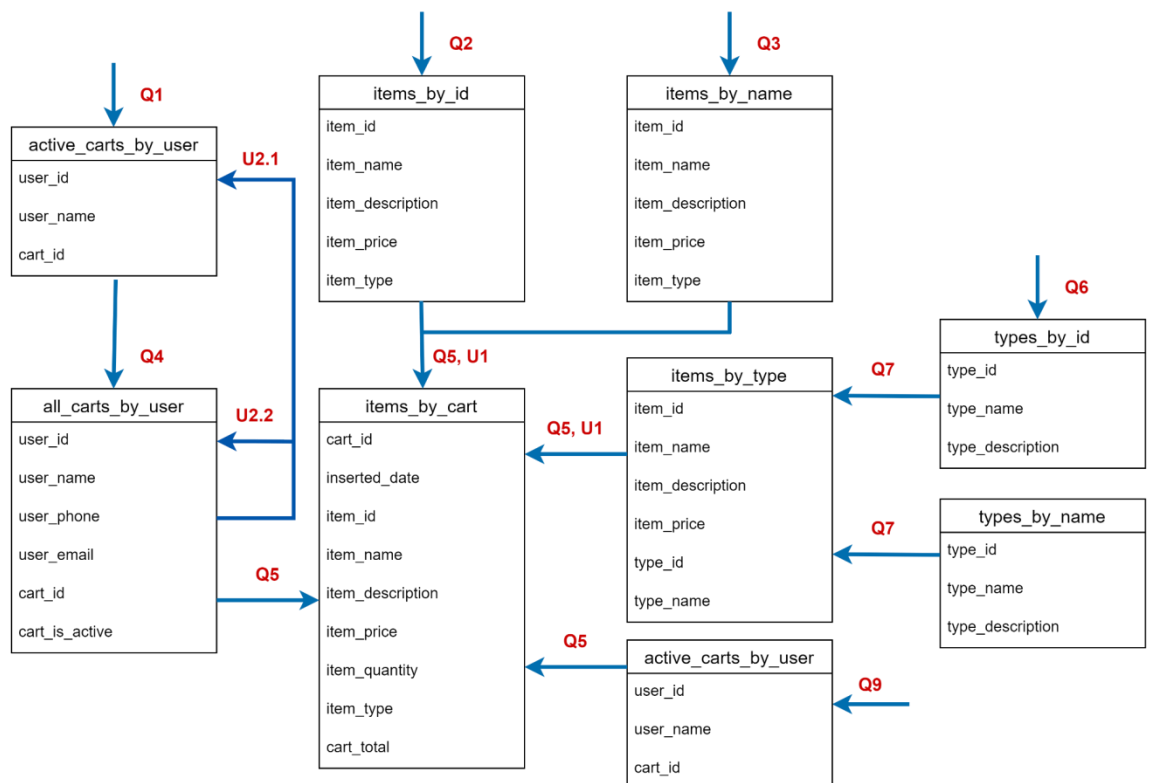 Q1
active_carts_by_user
user_id
user_name
cart_id
U2.1
Q2
items_by_id
item_id
item_name
item_description
item_price
item_type
Q3
items_by_name
item_id
item_name
item_description
item_price
item_type
Q4
all_carts_by_user
user_id
user_name
user_phone
user_email
cart_id
cart_is_active
U2.2
Q5
Q5, U1
items_by_cart
cart_id
inserted_date
item_id
item_name
item_description
item_price
item_quantity
item_type
cart_total
Q5, U1
items_by_type
item_id
item_name
item_description
item_price
type_id
type_name
Q6
types_by_id
type_id
type_name
type_description
Q7
types_by_name
type_id
type_name
type_description
Q7
Q5
active_carts_by_user
user_id
user_name
cart_id
Q9